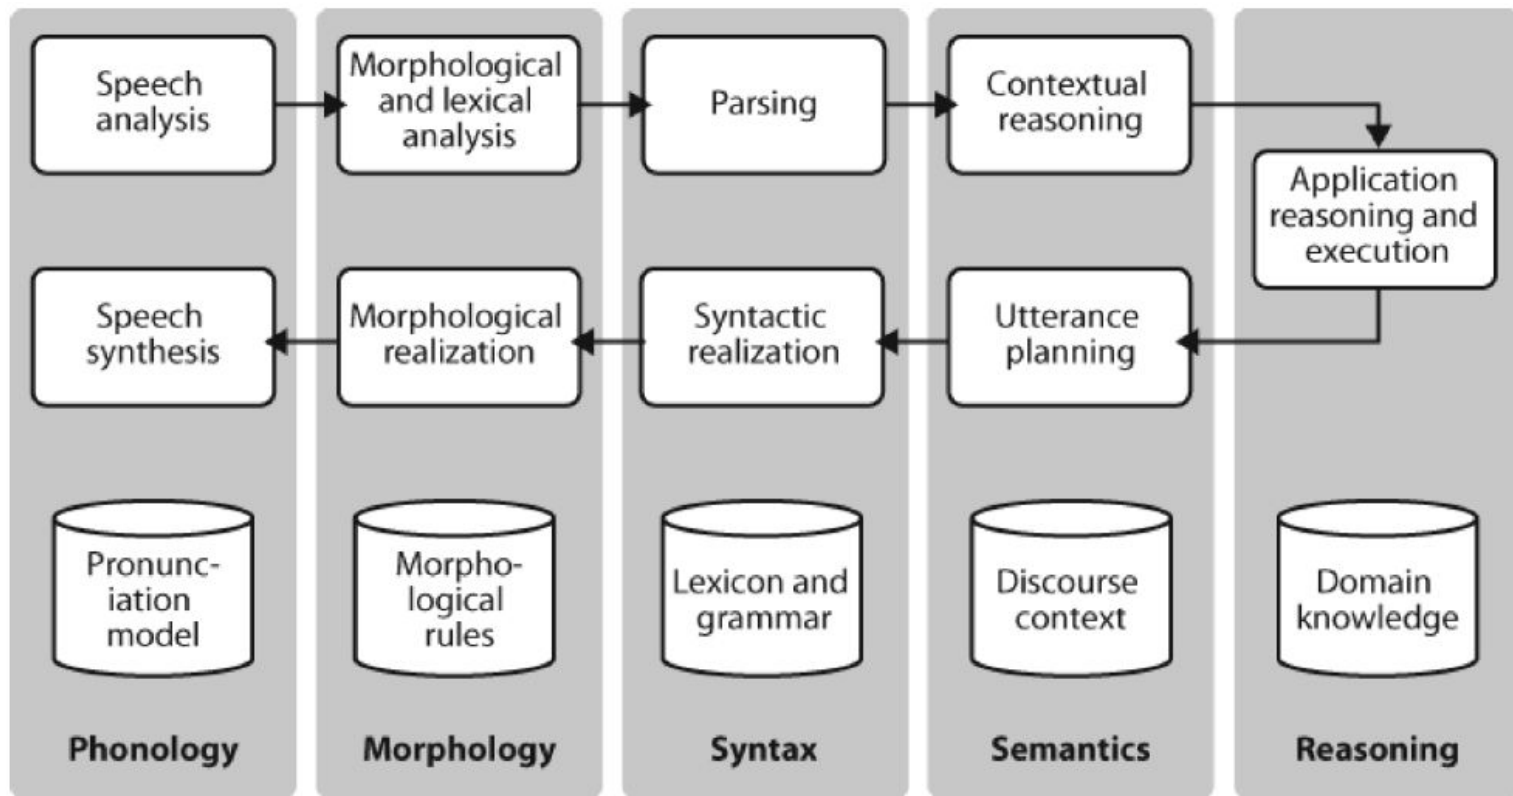 Speech
analysis
Morphological
and lexical
analysis
Parsing
Contextual
reasoning
Application
reasoning and
execution
Speech
synthesis
Morphological
realization
Syntactic
realization
Utterance
planning
Pronunc-
iation
model
Morpho-
logical
rules
Lexicon and
grammar
Discourse
context
Domain
knowledge
Phonology
Morphology
Syntax
Semantics
Reasoning